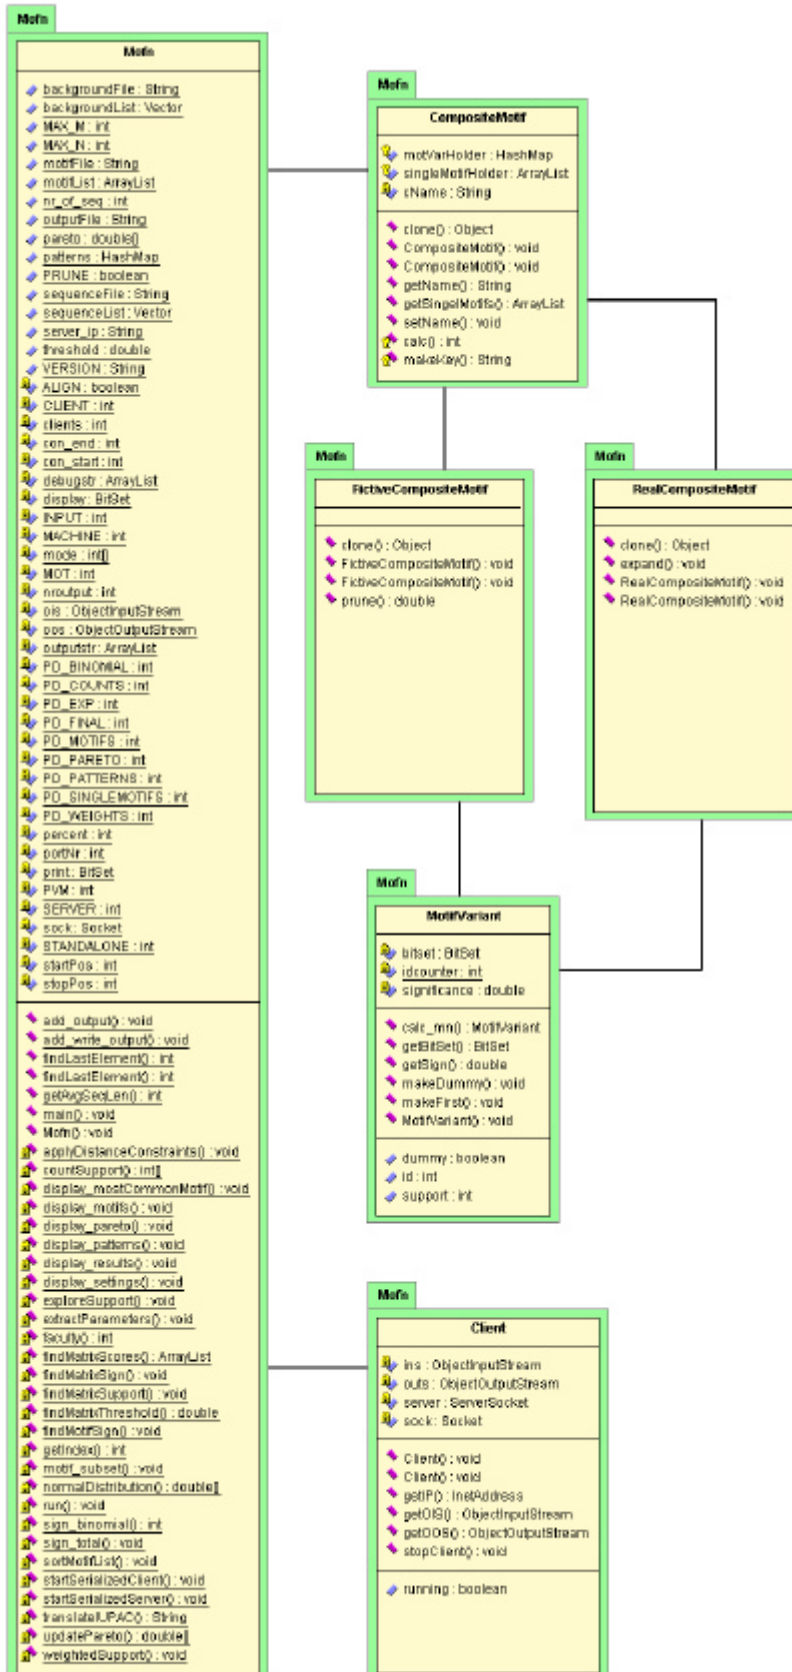 Mofn
Mofn
backgroundFile : String
backgroundList : Vector
MAX_M : int
MAX_N : int
motifFile : String
motifList : ArrayList
nr_of_seq : int
outputFile : String
pareto : double[]
patterns : HashMap
PRUNE : boolean
sequenceFile : String
sequenceList : Vector
server_ip : String
threshold : double
VERSION : String
ALIGN : boolean
CLIENT : int
clients : int
con_end : int
con_start : int
debugstr : ArrayList
display : BitSet
INPUT : int
MACHINE : int
mode : int[]
MOT : int
nroutput : int
ois : ObjectInputStream
oos : ObjectOutputStream
outputstr : ArrayList
PD_BINOMIAL : int
PD_COUNTS : int
PD_EXP : int
PD_FINAL : int
PD_MOTIFS : int
PD_PARETO : int
PD_PATTERNS : int
PD_SINGLEMOTIFS : int
PD_WEIGHTS : int
percent : int
portNr : int
print : BitSet
PVM : int
SERVER : int
sock : Socket
STANDALONE : int
startPos : int
stopPos : int
add_output() : void
add_write_output() : void
findLastElement() : int
findLastElement() : int
getAvgSeqLen() : int
main() : void
Mofn() : void
applyDistanceConstraints() : void
countSupport() : int[]
display_mostCommonMotif() : void
display_motifs() : void
display_pareto() : void
display_patterns() : void
display_results() : void
display_settings() : void
exploreSupport() : void
extractParameters() : void
faculty() : int
findMatrixScores() : ArrayList
findMatrixSign() : void
findMatrixSupport() : void
findMatrixThreshold() : double
findMotifSign() : void
getIndex() : int
motif_subset() : void
normalDistribution() : double[]
run() : void
sign_binomial() : int
sign_total() : void
sortMotifList() : void
startSerializedClient() : void
startSerializedServer() : void
translateIUPAC() : String
updatePareto() : double[]
weightedSupport() : void
Mofn
CompositeMotif
motVarHolder : HashMap
singleMotifHolder : ArrayList
cName : String
clone() : Object
CompositeMotif() : void
CompositeMotif() : void
getName() : String
getSingelMotifs() : ArrayList
setName() : void
calc() : int
makeKey() : String
Mofn
FictiveCompositeMotif
clone() : Object
FictiveCompositeMotif() : void
FictiveCompositeMotif() : void
prune() : double
Mofn
RealCompositeMotif
clone() : Object
expand() : void
RealCompositeMotif() : void
RealCompositeMotif() : void
Mofn
MotifVariant
bitset : BitSet
idcounter : int
significance : double
calc_mn() : MotifVariant
getBitSet() : BitSet
getSign() : double
makeDummy() : void
makeFirst() : void
MotifVariant() : void
dummy : boolean
id : int
support : int
Mofn
Client
ins : ObjectInputStream
outs : ObjectOutputStream
server : ServerSocket
sock : Socket
Client() : void
Client() : void
getIP() : InetAddress
getOIS() : ObjectInputStream
getOOS() : ObjectOutputStream
stopClient() : void
running : boolean